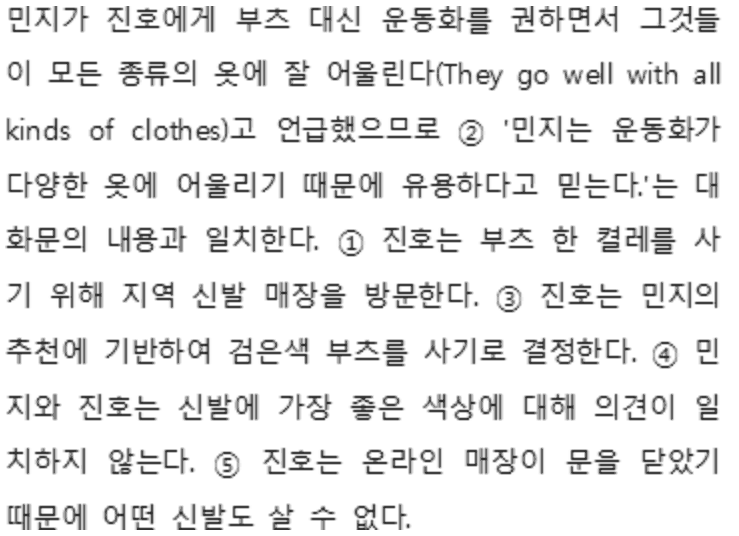 민지가 진호에게 부츠 대신 운동화를 권하면서 그것들
이 모든 종류의 옷에 잘 어울린다(They go well with all
kinds of clothes)고 언급했으므로 ② '민지는 운동화가
다양한 옷에 어울리기 때문에 유용하다고 믿는다.'는 대
화문의 내용과 일치한다. ① 진호는 부츠 한 켤레를 사
기 위해 지역 신발 매장을 방문한다. ③ 진호는 민지의
추천에 기반하여 검은색 부츠를 사기로 결정한다. ④ 민
지와 진호는 신발에 가장 좋은 색상에 대해 의견이 일
치하지 않는다. ⑤ 진호는 온라인 매장이 문을 닫았기
때문에 어떤 신발도 살 수 없다.